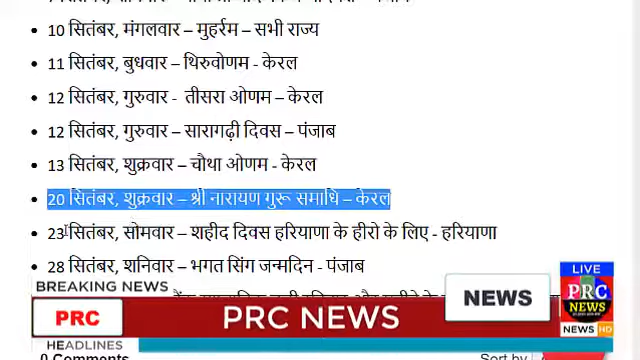 10 सितंबर, मंगलवार – मुहर्रम – सभी राज्य
11 सितंबर, बुधवार – थिरुवोणम - केरल
12 सितंबर, गुरुवार - तीसरा ओणम – केरल
12 सितंबर, गुरुवार – सारागढ़ी दिवस – पंजाब
13 सितंबर, शुक्रवार – चौथा ओणम - केरल
20 सितंबर, शुक्रवार – श्री नारायण गुरू समाधि – केरल
23 सितंबर, सोमवार – शहीद दिवस हरियाणा के हीरो के लिए - हरियाणा
28 सितंबर, शनिवार – भगत सिंग जन्मदिन - पंजाब
BREAKING NEWS
NEWS
LIVE
PRC
NEWS
NEWS HD
PRC
PRC NEWS
HEADLINES
0 Comments
Sort by